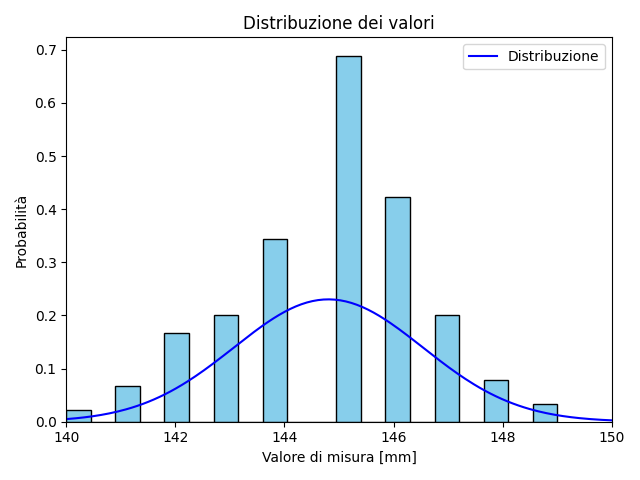 Distribuzione dei valori
Distribuzione
0.7
0.6
0.5
0.4
0.3
0.2
0.1
0.0
Probabilità
140 142 144 146 148 150
Valore di misura [mm]